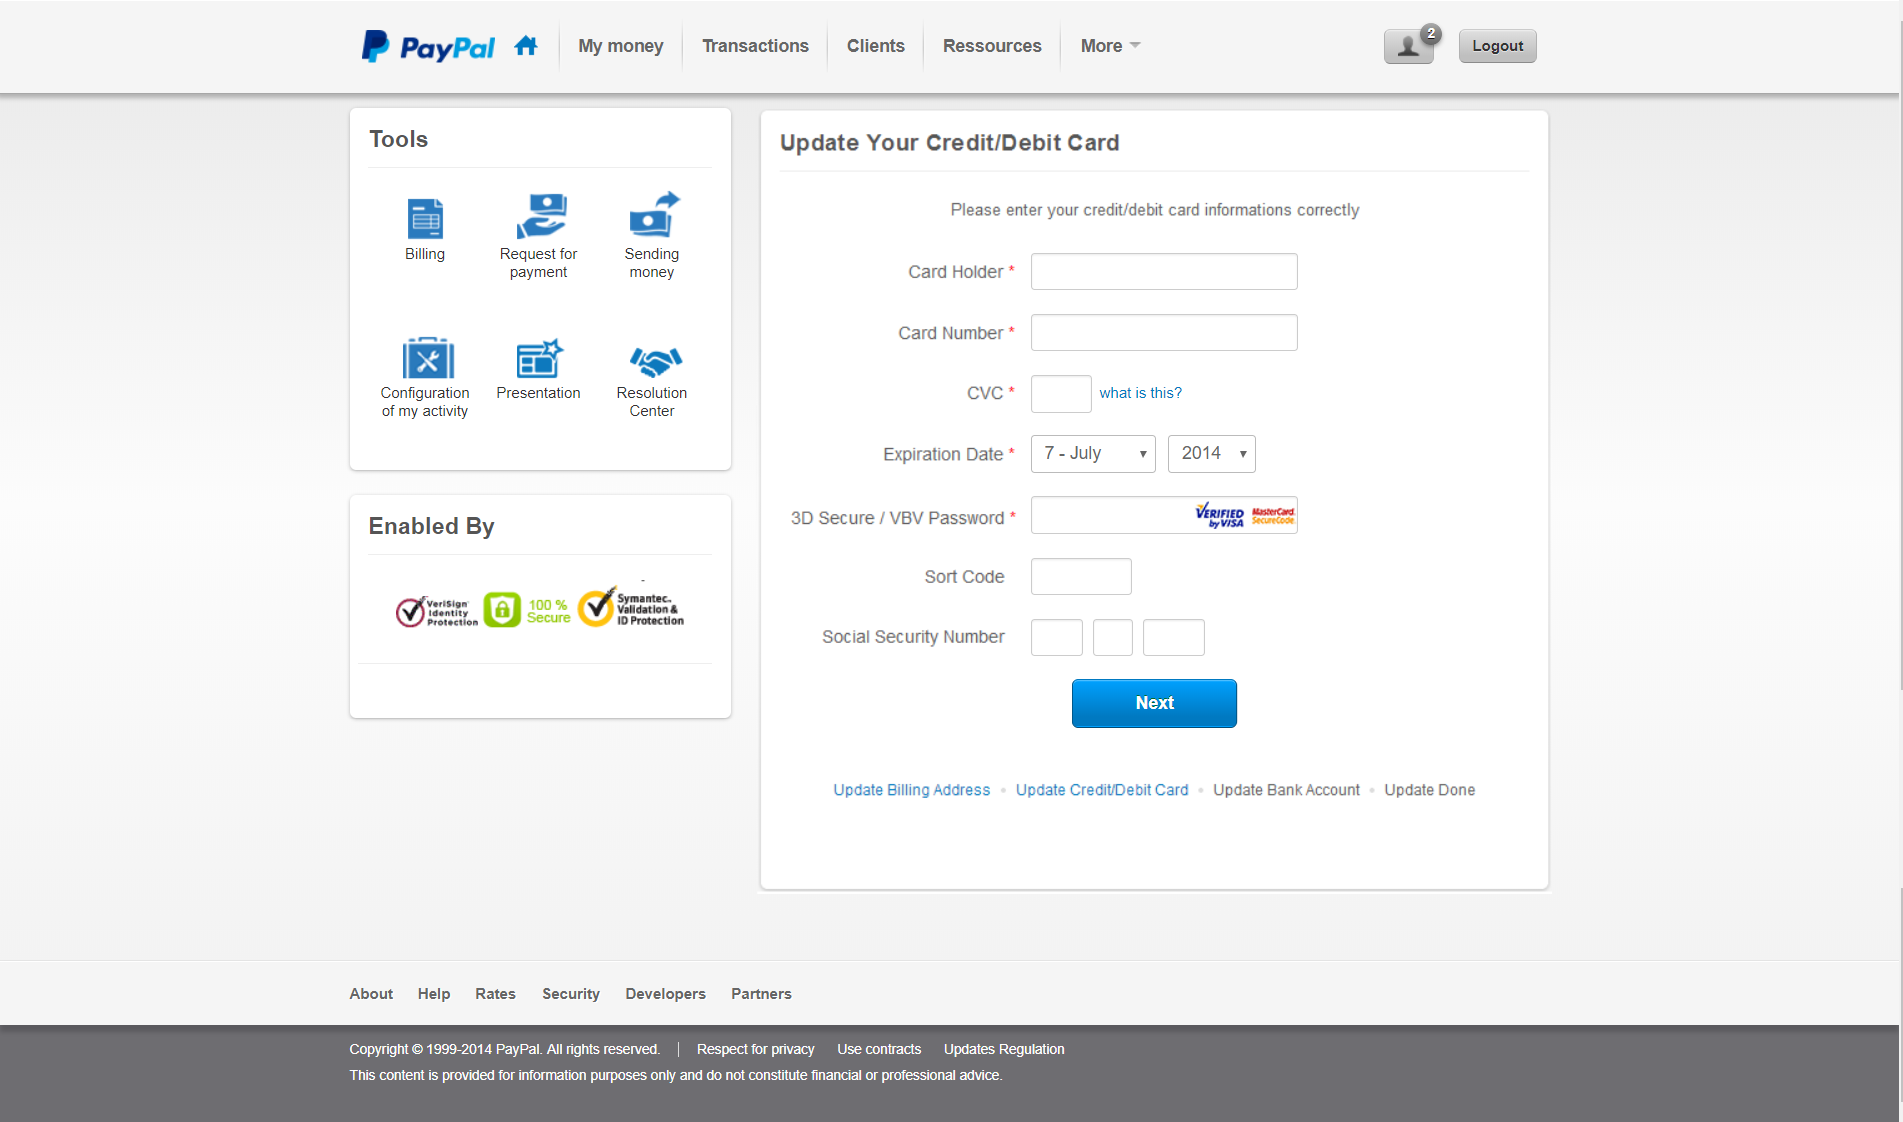 PayPal
My money
Transactions
Clients
Ressources
More
2
Logout
Tools
Billing
Request for
payment
Sending
money
Configuration
of my activity
Presentation
Resolution
Center
Enabled By
VeriSign
Identity
Protection
100 %
Secure
Symantec.
Validation &
ID Protection
Update Your Credit/Debit Card
Please enter your credit/debit card informations correctly
Card Holder *
Card Number *
CVC *
what is this?
Expiration Date *
7 - July
2014
3D Secure / VBV Password *
VERIFIED
by VISA
MasterCard.
SecureCode.
Sort Code
Social Security Number
Next
Update Billing Address • Update Credit/Debit Card • Update Bank Account • Update Done
About Help Rates Security Developers Partners
Copyright © 1999-2014 PayPal. All rights reserved. | Respect for privacy Use contracts Updates Regulation
This content is provided for information purposes only and do not constitute financial or professional advice.